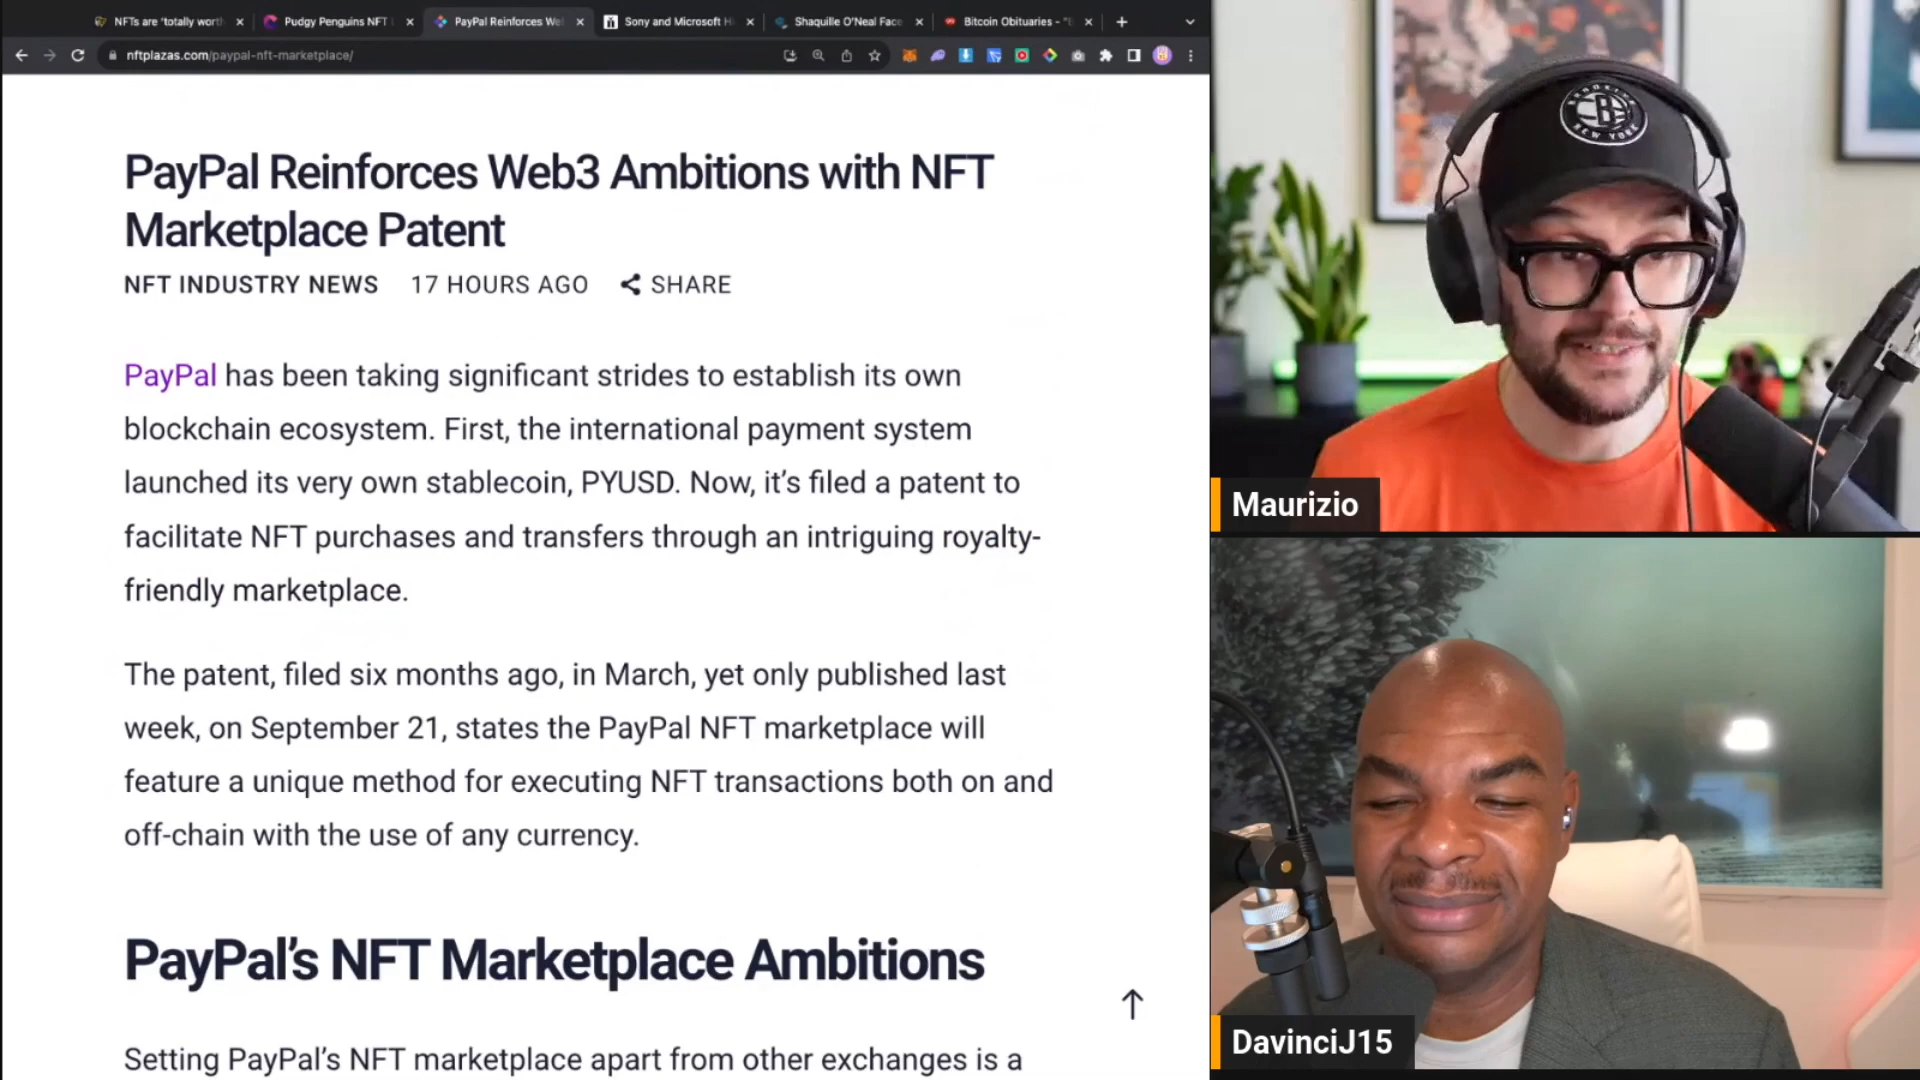 NFTs are 'totally wort
Pudgy Penguins NFT
PayPal Reinforces Wel
Sony and Microsoft H
Shaquille O'Neal Face
Bitcoin Obituaries - "B
nftplazas.com/paypal-nft-marketplace/
PayPal Reinforces Web3 Ambitions with NFT
Marketplace Patent
NFT INDUSTRY NEWS 17 HOURS AGO SHARE
PayPal has been taking significant strides to establish its own
blockchain ecosystem. First, the international payment system
launched its very own stablecoin, PYUSD. Now, it’s filed a patent to
facilitate NFT purchases and transfers through an intriguing royalty-
friendly marketplace.
The patent, filed six months ago, in March, yet only published last
week, on September 21, states the PayPal NFT marketplace will
feature a unique method for executing NFT transactions both on and
off-chain with the use of any currency.
PayPal’s NFT Marketplace Ambitions
Setting PayPal’s NFT marketplace apart from other exchanges is a
BROOKLYN
B
NEW YORK
Maurizio
DavinciJ15